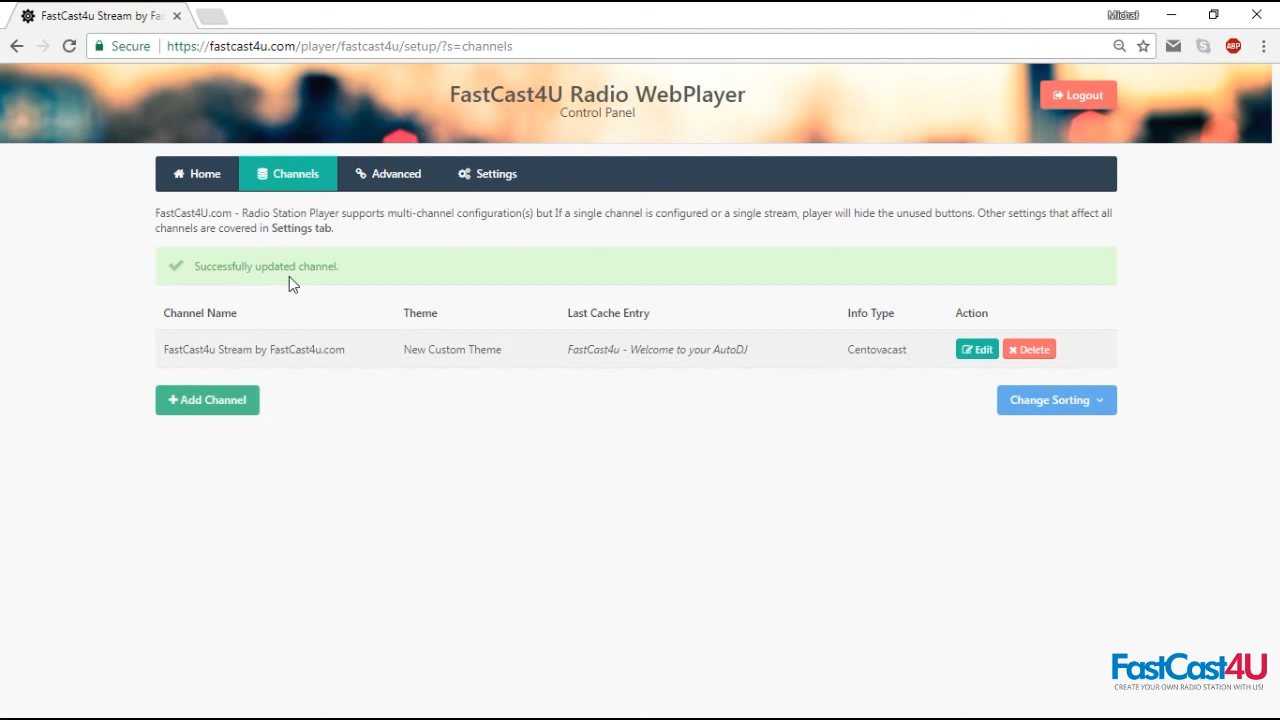 FastCast4u Stream by Fas
Michał
Secure
https://fastcast4u.com/player/fastcast4u/setup/?s=channels
ABP
FastCast4U Radio WebPlayer
Control Panel
Logout
Home
Channels
Advanced
Settings
FastCast4U.com - Radio Station Player supports multi-channel configuration(s) but If a single channel is configured or a single stream, player will hide the unused buttons. Other settings that affect all
channels are covered in Settings tab.
Successfully updated channel.
Channel Name Theme Last Cache Entry Info Type Action
FastCast4u Stream by FastCast4u.com New Custom Theme FastCast4u - Welcome to your AutoDJ Centovacast Edit Delete
Add Channel
Change Sorting
FastCast4U
CREATE YOUR OWN RADIO STATION WITH US!